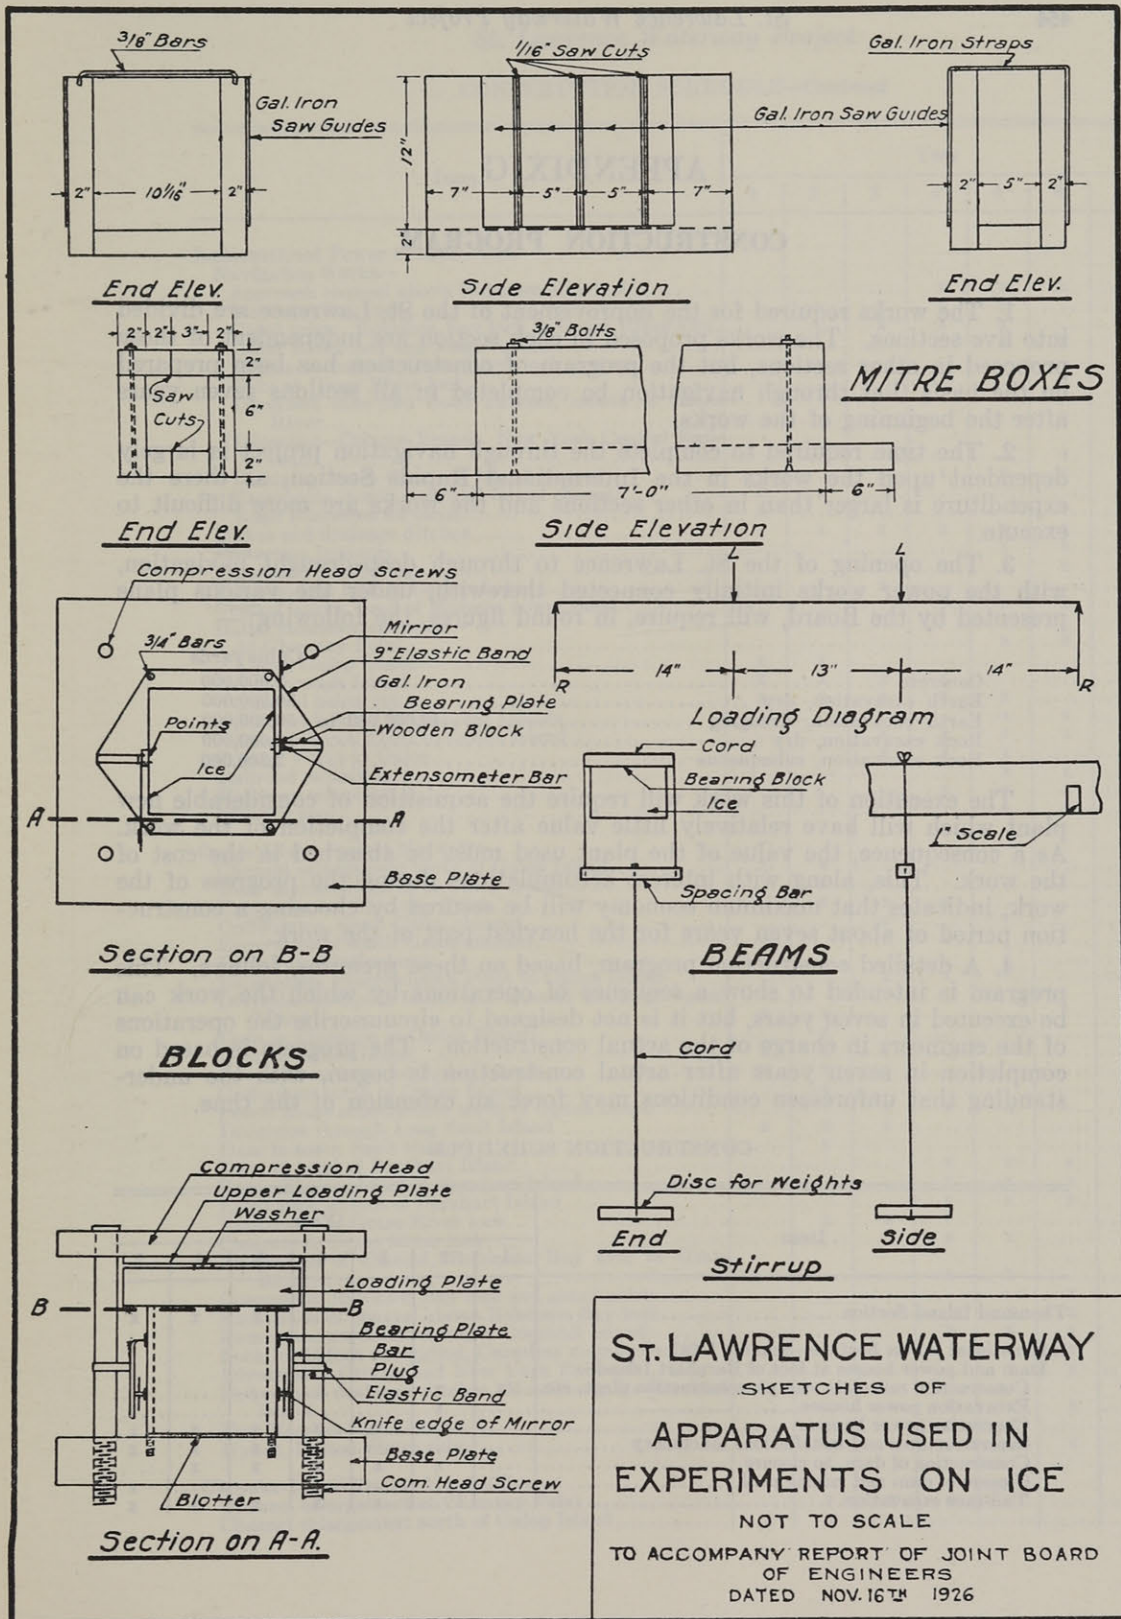 3/8" Bars
Gal. Iron
Saw Guides
2"
10 1/16"
2"
End Elev.
1/16" Saw Cuts
12"
2"
7"
5"
5"
7"
Side Elevation
Gal. Iron Straps
Gal. Iron Saw Guides
2"
5"
2"
End Elev.
MITRE BOXES
2" 2" 3" 2"
Saw
Cuts
2"
6"
2"
End Elev.
3/8" Bolts
6"
7'-0"
6"
Side Elevation
Compression Head Screws
3/4" Bars
Mirror
9" Elastic Band
Gal. Iron
Bearing Plate
Wooden Block
Points
Ice
Extensometer Bar
A
A
Base Plate
Section on B-B
BLOCKS
L
L
R
14"
13"
14"
R
Loading Diagram
Cord
Bearing Block
Ice
1" Scale
Spacing Bar
BEAMS
Cord
Disc for Weights
End
Side
Stirrup
Compression Head
Upper Loading Plate
Washer
Loading Plate
B
B
Bearing Plate
Bar
Plug
Elastic Band
Knife edge of Mirror
Base Plate
Com. Head Screw
Blotter
Section on A-A.
ST. LAWRENCE WATERWAY
SKETCHES OF
APPARATUS USED IN
EXPERIMENTS ON ICE
NOT TO SCALE
TO ACCOMPANY REPORT OF JOINT BOARD
OF ENGINEERS
DATED NOV. 16TH 1926